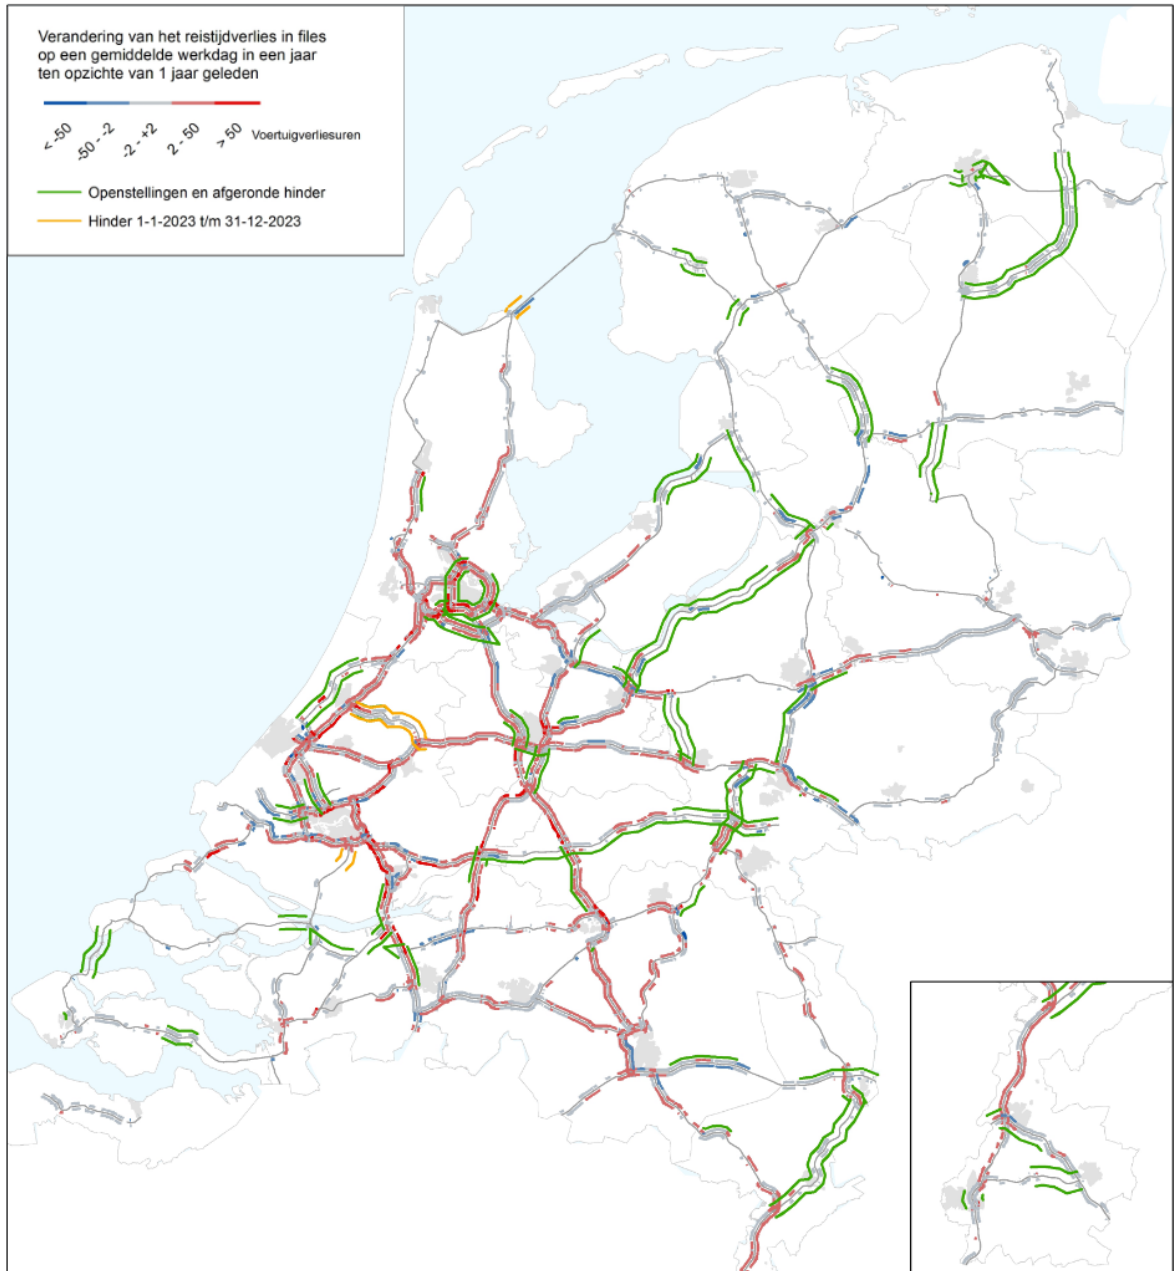 Verandering van het reistijdverlies in files
op een gemiddelde werkdag in een jaar
ten opzichte van 1 jaar geleden
< -50
-50 - -2
-2 - +2
2 - 50
> 50
Voertuigverliesuren
Openstellingen en afgeronde hinder
Hinder 1-1-2023 t/m 31-12-2023